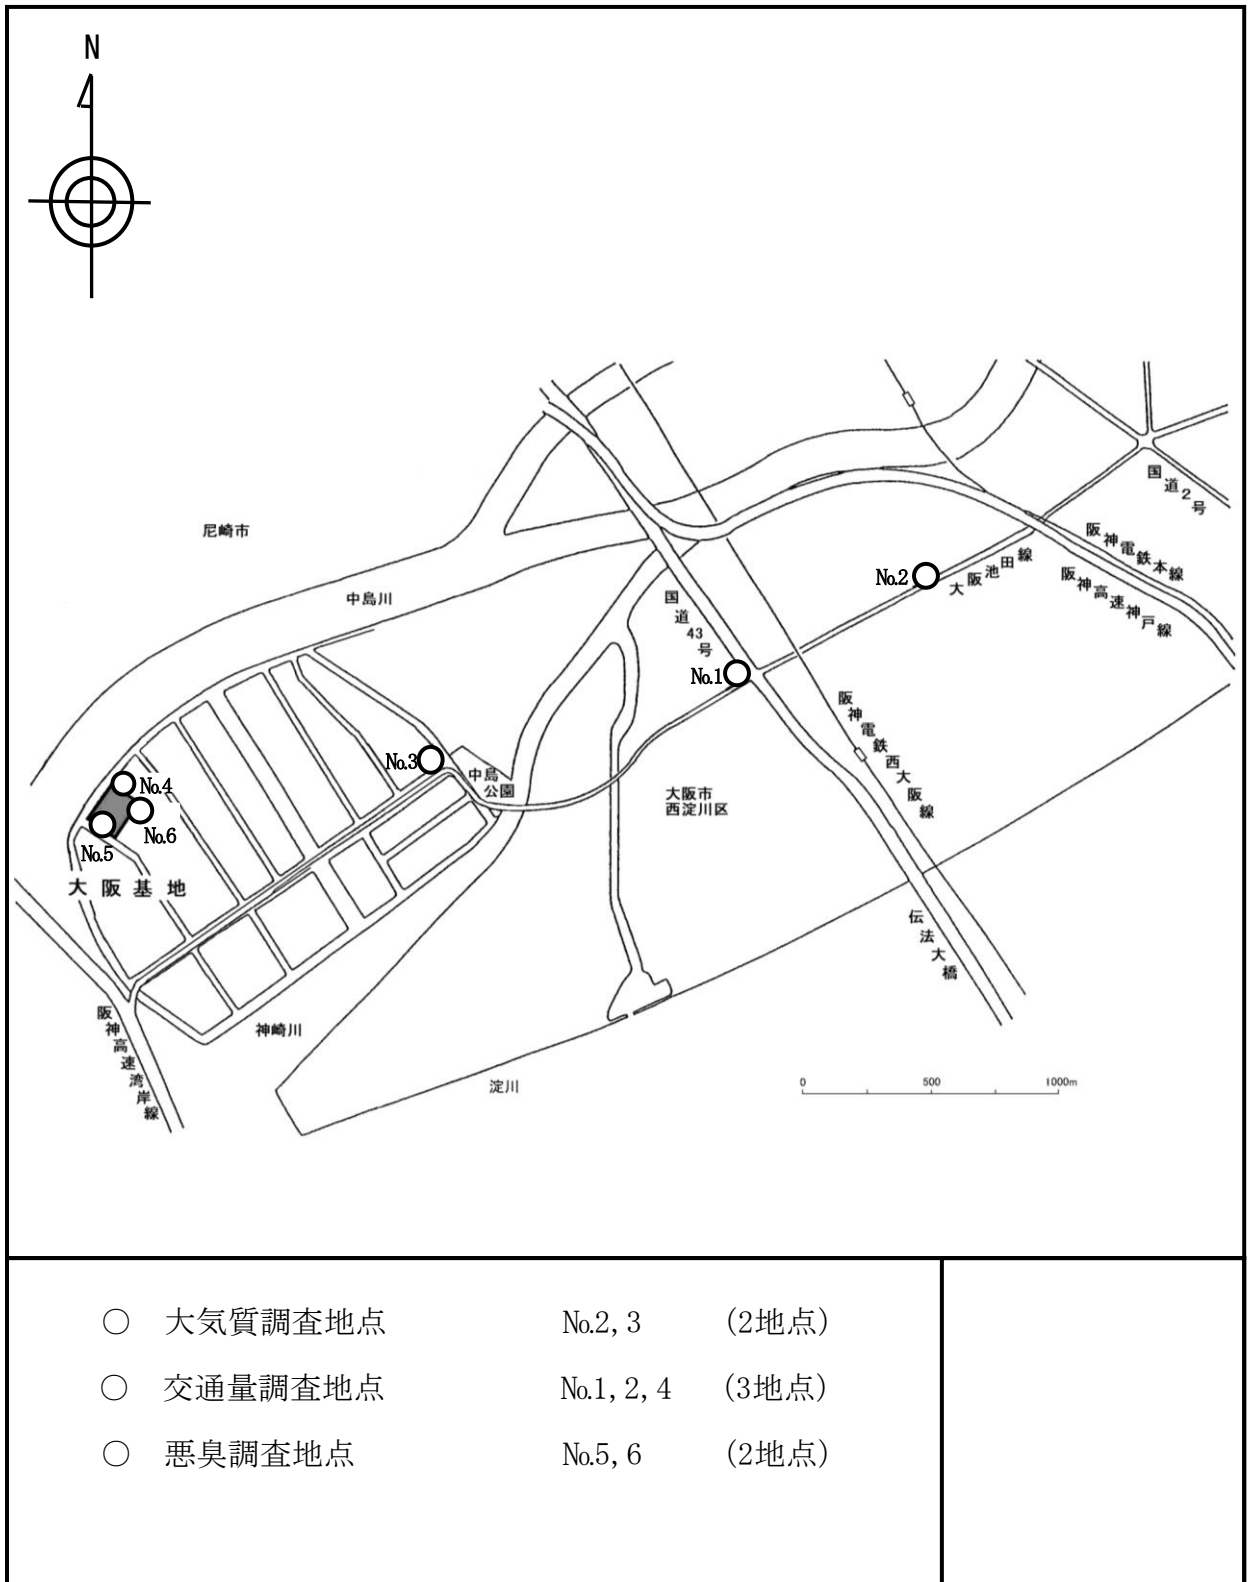 N
国道2号
尼崎市
阪神電鉄本線
大阪池田線
阪神高速神戸線
No.2
中島川
国道43号
No.1
阪神電鉄西大阪線
No.3
中島
公園
大阪市
西淀川区
No.4
No.6
No.5
大阪基地
伝法大橋
阪神高速湾岸線
神崎川
淀川
0 500 1000m
○ 大気質調査地点 No.2,3 (2地点)
○ 交通量調査地点 No.1,2,4 (3地点)
○ 悪臭調査地点 No.5,6 (2地点)